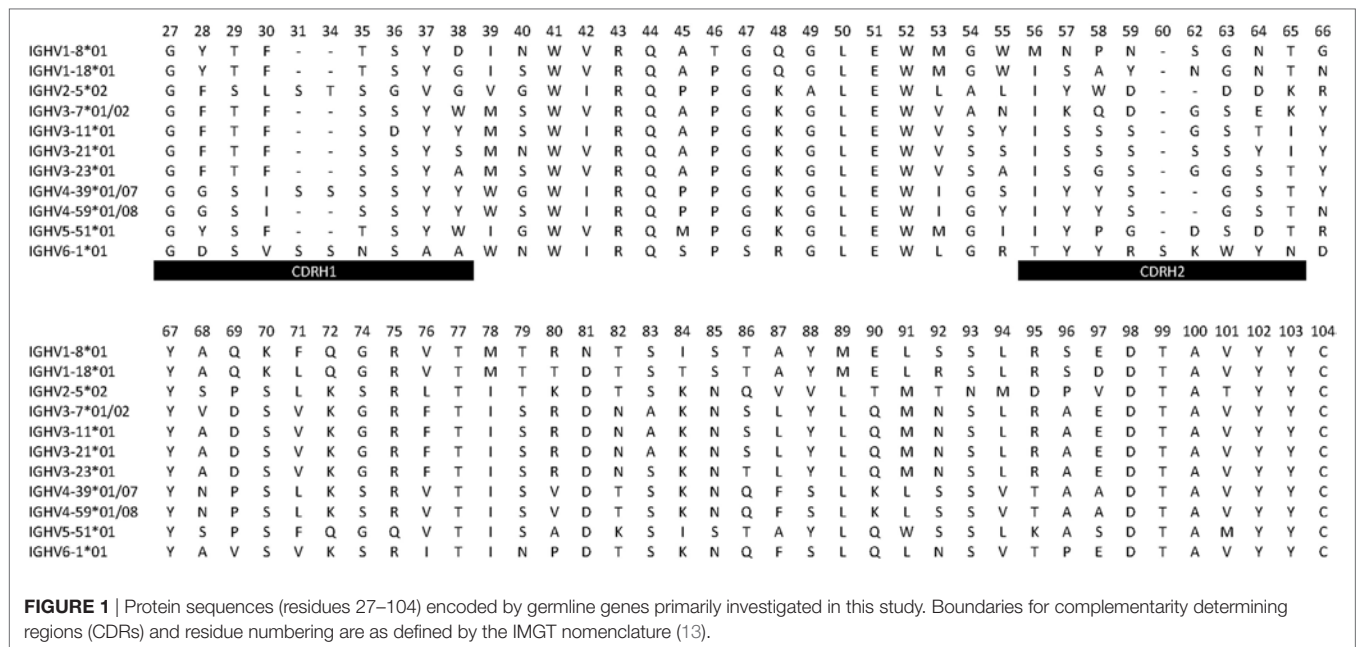 27 28 29 30 34 35 36 37 38 39 40 41 42 43 44 45 46 47 48 49 50 51 52 53 54 55 56 57 58 59 60 62 63 64 65 66
IGHV1-8*01 G Y T F - - T S Y D I N W V R Q A T G Q G L E W M G W M N P N - S G N T G
IGHV1-18*01 G Y T F - - T S Y G I S W V R Q A P G Q G L E W M G W I S A Y - N G N T N
IGHV2-5*02 G F S L S T S G V G V G W I R Q P P G K A L E W L A L I Y W D - - D D K R
IGHV3-7*01/02 G F T F - - S S Y W M S W V R Q A P G K G L E W V A N I K Q D - G S E K Y
IGHV3-11*01 G F T F - - S D Y Y M S W I R Q A P G K G L E W V S Y I S S S - G S T I Y
IGHV3-21*01 G F T F - - S S Y S M N W V R Q A P G K G L E W V S S I S S S - S S Y I Y
IGHV3-23*01 G F T F - - S S Y A M S W V R Q A P G K G L E W V S A I S G S - G G S T Y
IGHV4-39*01/07 G G S I S S S S Y Y W G W I R Q P P G K G L E W I G S I Y Y S - - G S T Y
IGHV4-59*01/08 G G S I - - S S Y Y W S W I R Q P P G K G L E W I G Y I Y Y S - - G S T N
IGHV5-51*01 G Y S F - - T S Y W I G W V R Q M P G K G L E W M G I I Y P G - D S D T R
IGHV6-1*01 G D S V S S N S A A W N W I R Q S P S R G L E W L G R T Y Y R S K W Y N D
CDRH1 CDRH2
67 68 69 70 71 72 74 75 76 77 78 79 80 81 82 83 84 85 86 87 88 89 90 91 92 93 94 95 96 97 98 99 100 101 102 103 104
IGHV1-8*01 Y A Q K F Q G R V T M T R N T S I S T A Y M E L S S L R S E D T A V Y Y C
IGHV1-18*01 Y A Q K L Q G R V T M T T D T S T S T A Y M E L R S L R S D D T A V Y Y C
IGHV2-5*02 Y S P S L K S R L T I T K D T S K N Q V V L T M T N M D P V D T A T Y Y C
IGHV3-7*01/02 Y V D S V K G R F T I S R D N A K N S L Y L Q M N S L R A E D T A V Y Y C
IGHV3-11*01 Y A D S V K G R F T I S R D N A K N S L Y L Q M N S L R A E D T A V Y Y C
IGHV3-21*01 Y A D S V K G R F T I S R D N A K N S L Y L Q M N S L R A E D T A V Y Y C
IGHV3-23*01 Y A D S V K G R F T I S R D N S K N T L Y L Q M N S L R A E D T A V Y Y C
IGHV4-39*01/07 Y N P S L K S R V T I S V D T S K N Q F S L K L S S V T A A D T A V Y Y C
IGHV4-59*01/08 Y N P S L K S R V T I S V D T S K N Q F S L K L S S V T A A D T A V Y Y C
IGHV5-51*01 Y S P S F Q G Q V T I S A D K S I S T A Y L Q W S S L K A S D T A M Y Y C
IGHV6-1*01 Y A V S V K S R I T I N P D T S K N Q F S L Q L N S V T P E D T A V Y Y C
FIGURE 1 | Protein sequences (residues 27–104) encoded by germline genes primarily investigated in this study. Boundaries for complementarity determining
regions (CDRs) and residue numbering are as defined by the IMGT nomenclature (13).